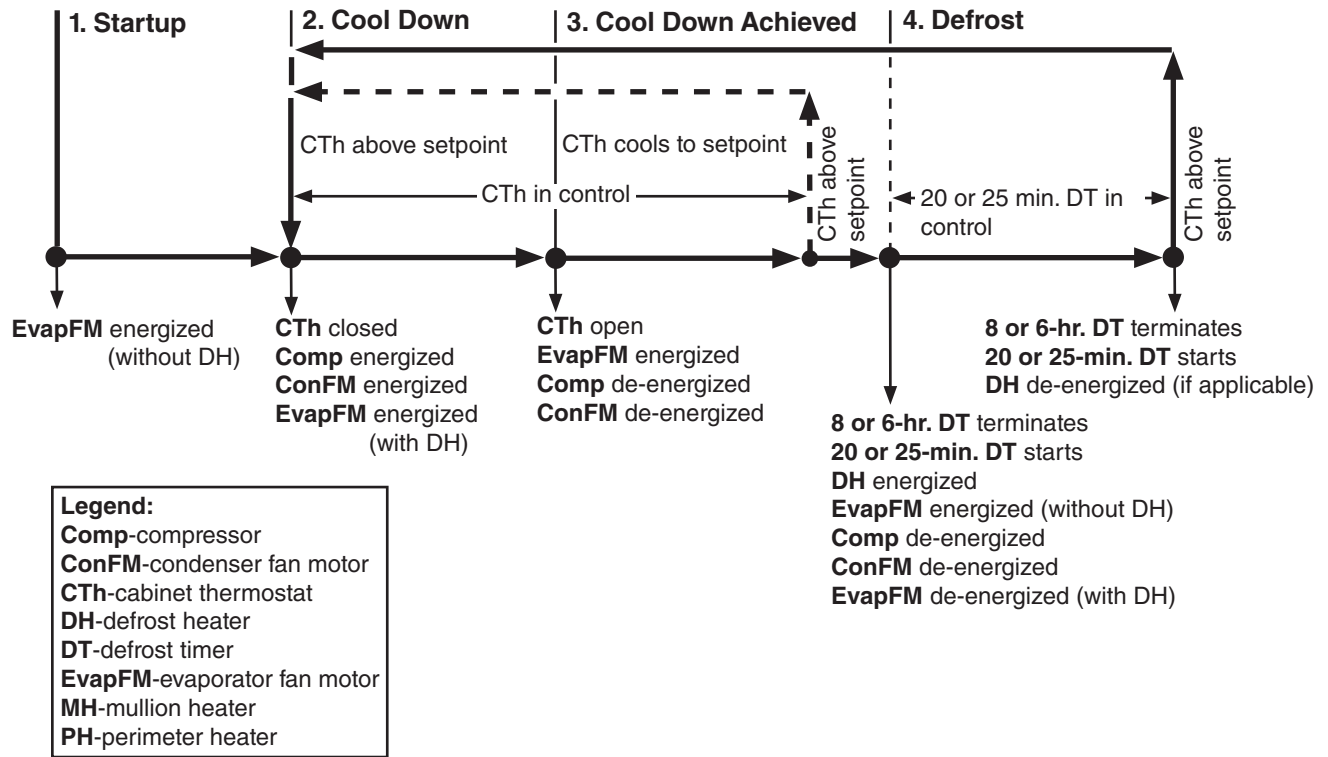 1. Startup
2. Cool Down
3. Cool Down Achieved
4. Defrost
CTh above setpoint
CTh cools to setpoint
CTh in control
CTh above
setpoint
20 or 25 min. DT in
control
CTh above
setpoint
EvapFM energized
(without DH)
CTh closed
Comp energized
ConFM energized
EvapFM energized
(with DH)
CTh open
EvapFM energized
Comp de-energized
ConFM de-energized
8 or 6-hr. DT terminates
20 or 25-min. DT starts
DH energized
EvapFM energized (without DH)
Comp de-energized
ConFM de-energized
EvapFM de-energized (with DH)
8 or 6-hr. DT terminates
20 or 25-min. DT starts
DH de-energized (if applicable)
Legend:
Comp-compressor
ConFM-condenser fan motor
CTh-cabinet thermostat
DH-defrost heater
DT-defrost timer
EvapFM-evaporator fan motor
MH-mullion heater
PH-perimeter heater